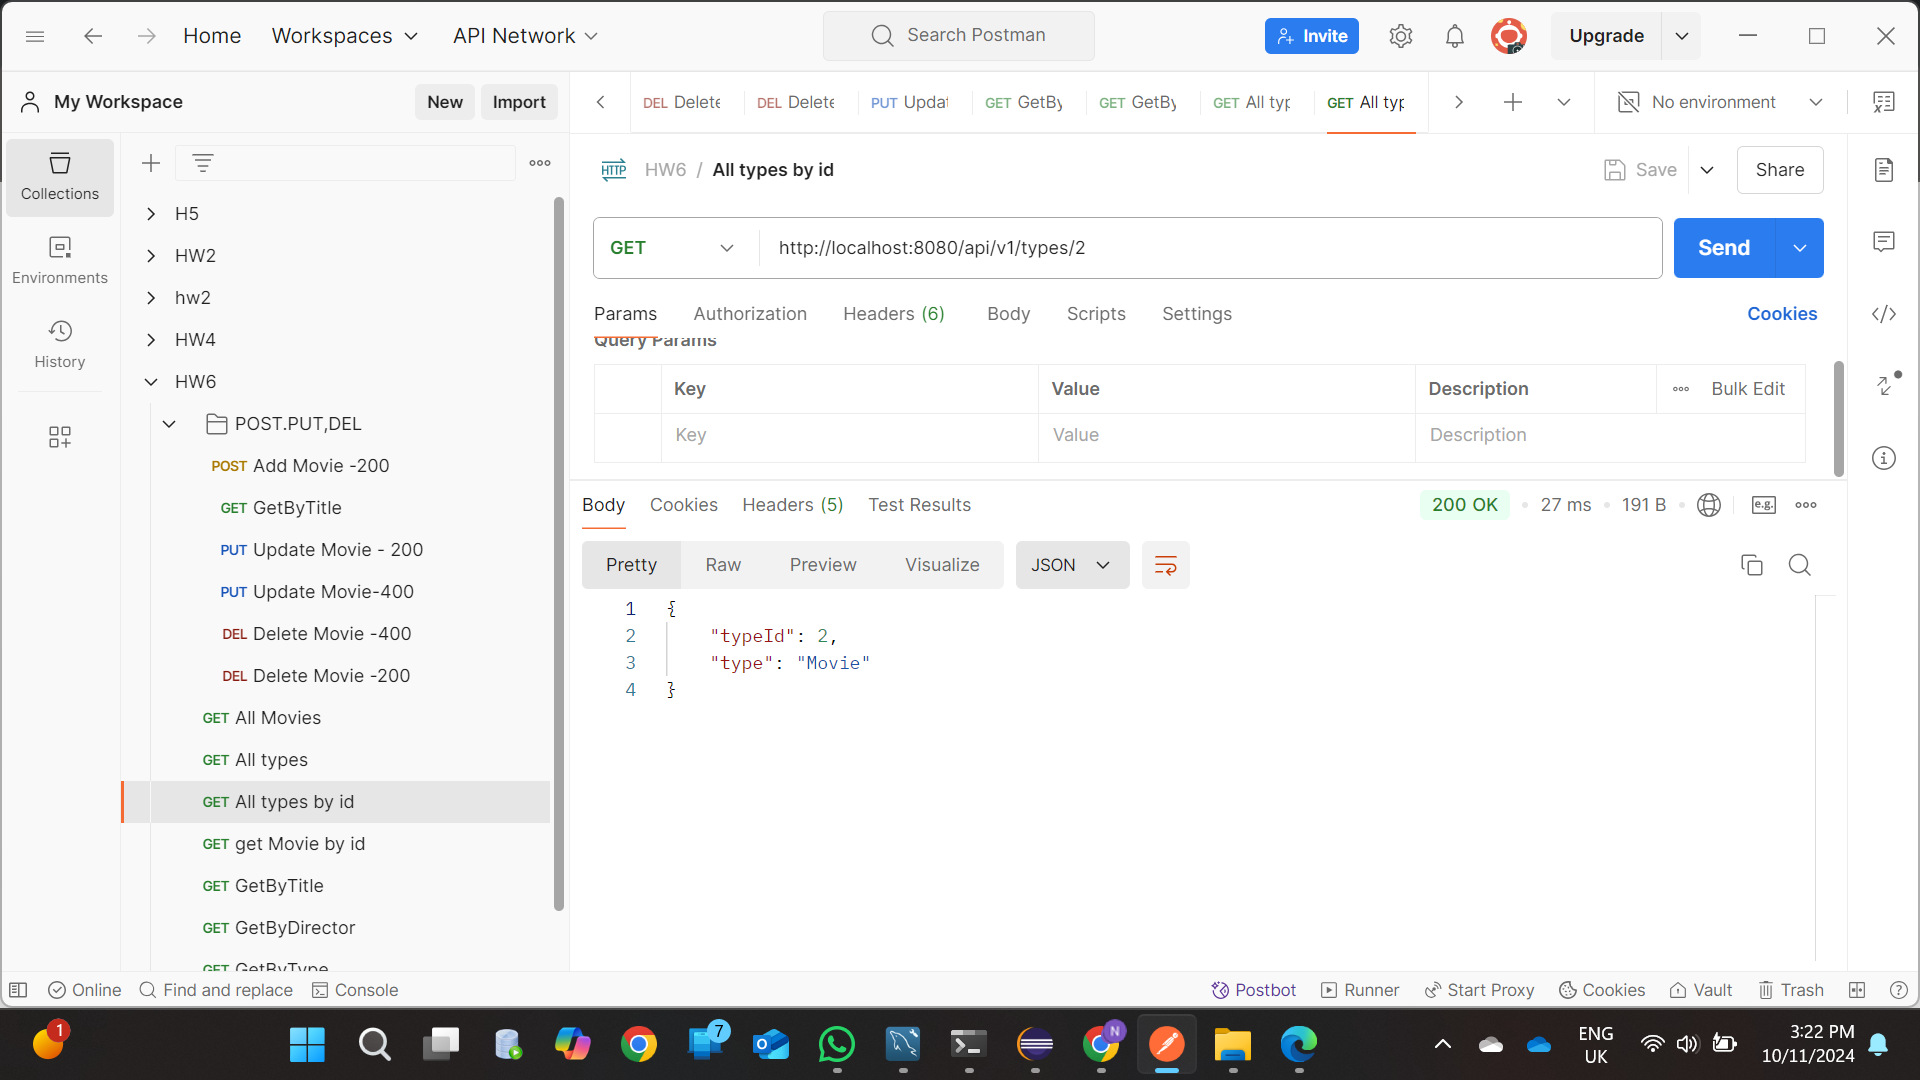 Home
Workspaces
API Network
Search Postman
Invite
Upgrade
My Workspace
New
Import
DEL Delete
DEL Delete
PUT Updat
GET GetBy
GET GetBy
GET All typ
GET All typ
No environment
Collections
Environments
History
H5
HW2
hw2
HW4
HW6
POST.PUT,DEL
POST Add Movie -200
GET GetByTitle
PUT Update Movie - 200
PUT Update Movie-400
DEL Delete Movie -400
DEL Delete Movie -200
GET All Movies
GET All types
GET All types by id
GET get Movie by id
GET GetByTitle
GET GetByDirector
GET GetByType
HTTP HW6 / All types by id
Save
Share
GET
http://localhost:8080/api/v1/types/2
Send
Params
Authorization
Headers (6)
Body
Scripts
Settings
Cookies
Query Params
Key Value Description Bulk Edit
Key Value Description
Body
Cookies
Headers (5)
Test Results
200 OK • 27 ms • 191 B
e.g.
Pretty
Raw
Preview
Visualize
JSON
1 {
2 "typeId": 2,
3 "type": "Movie"
4 }
Online
Find and replace
Console
Postbot
Runner
Start Proxy
Cookies
Vault
Trash
1
7
N
ENG
UK
3:22 PM
10/11/2024